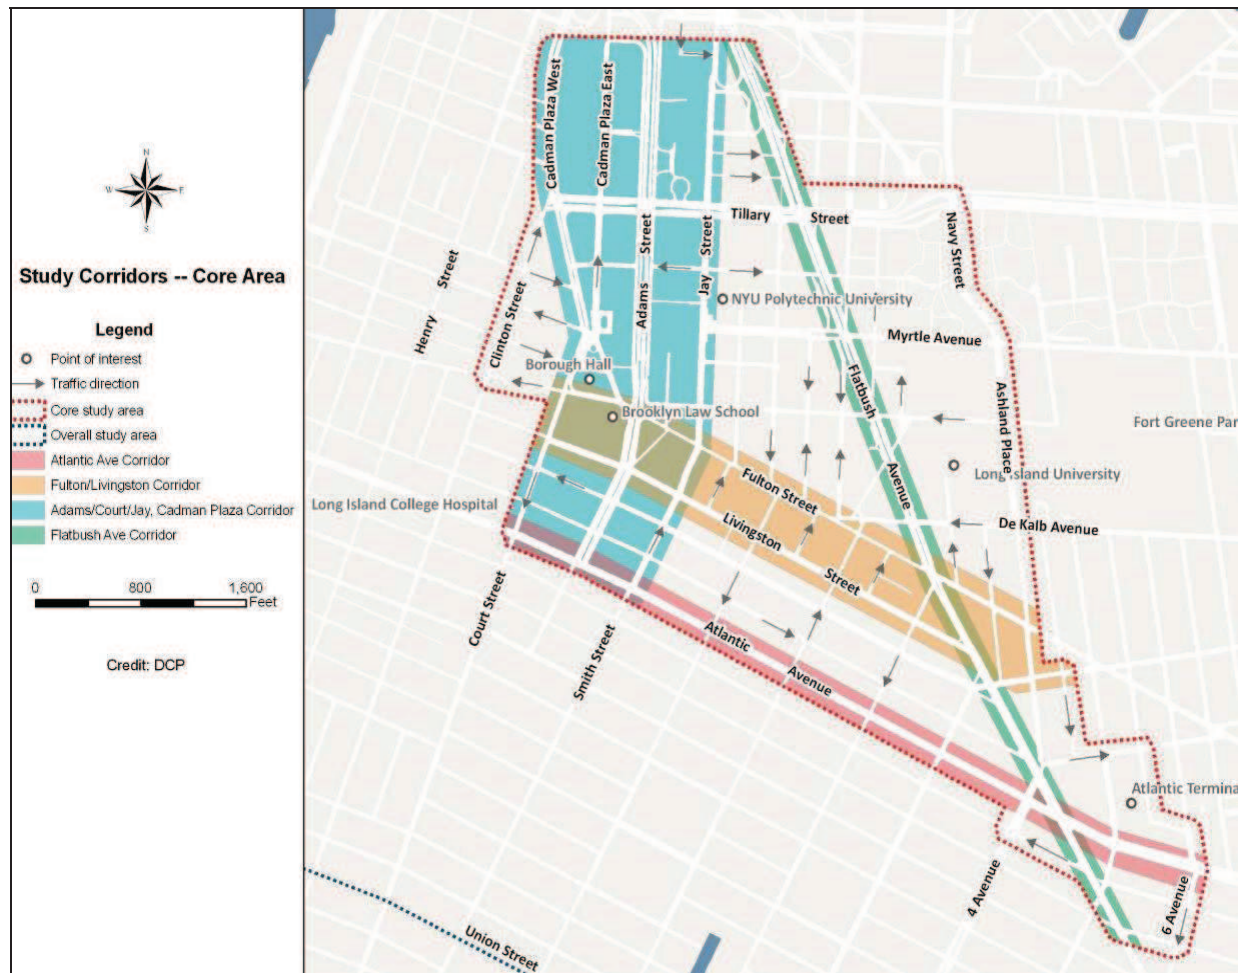 N
W
E
S
Study Corridors -- Core Area
Legend
Point of interest
Traffic direction
Core study area
Overall study area
Atlantic Ave Corridor
Fulton/Livingston Corridor
Adams/Court/Jay, Cadman Plaza Corridor
Flatbush Ave Corridor
0 800 1,600
Feet
Credit: DCP
Cadman Plaza West
Cadman Plaza East
Tillary Street
Adams Street
Jay Street
Navy Street
Henry Street
Clinton Street
NYU Polytechnic University
Myrtle Avenue
Borough Hall
Brooklyn Law School
Flatbush Avenue
Ashland Place
Fort Greene Par
Long Island University
Long Island College Hospital
Fulton Street
Livingston Street
De Kalb Avenue
Court Street
Smith Street
Atlantic Avenue
Atlantic Termina
4 Avenue
6 Avenue
Union Street